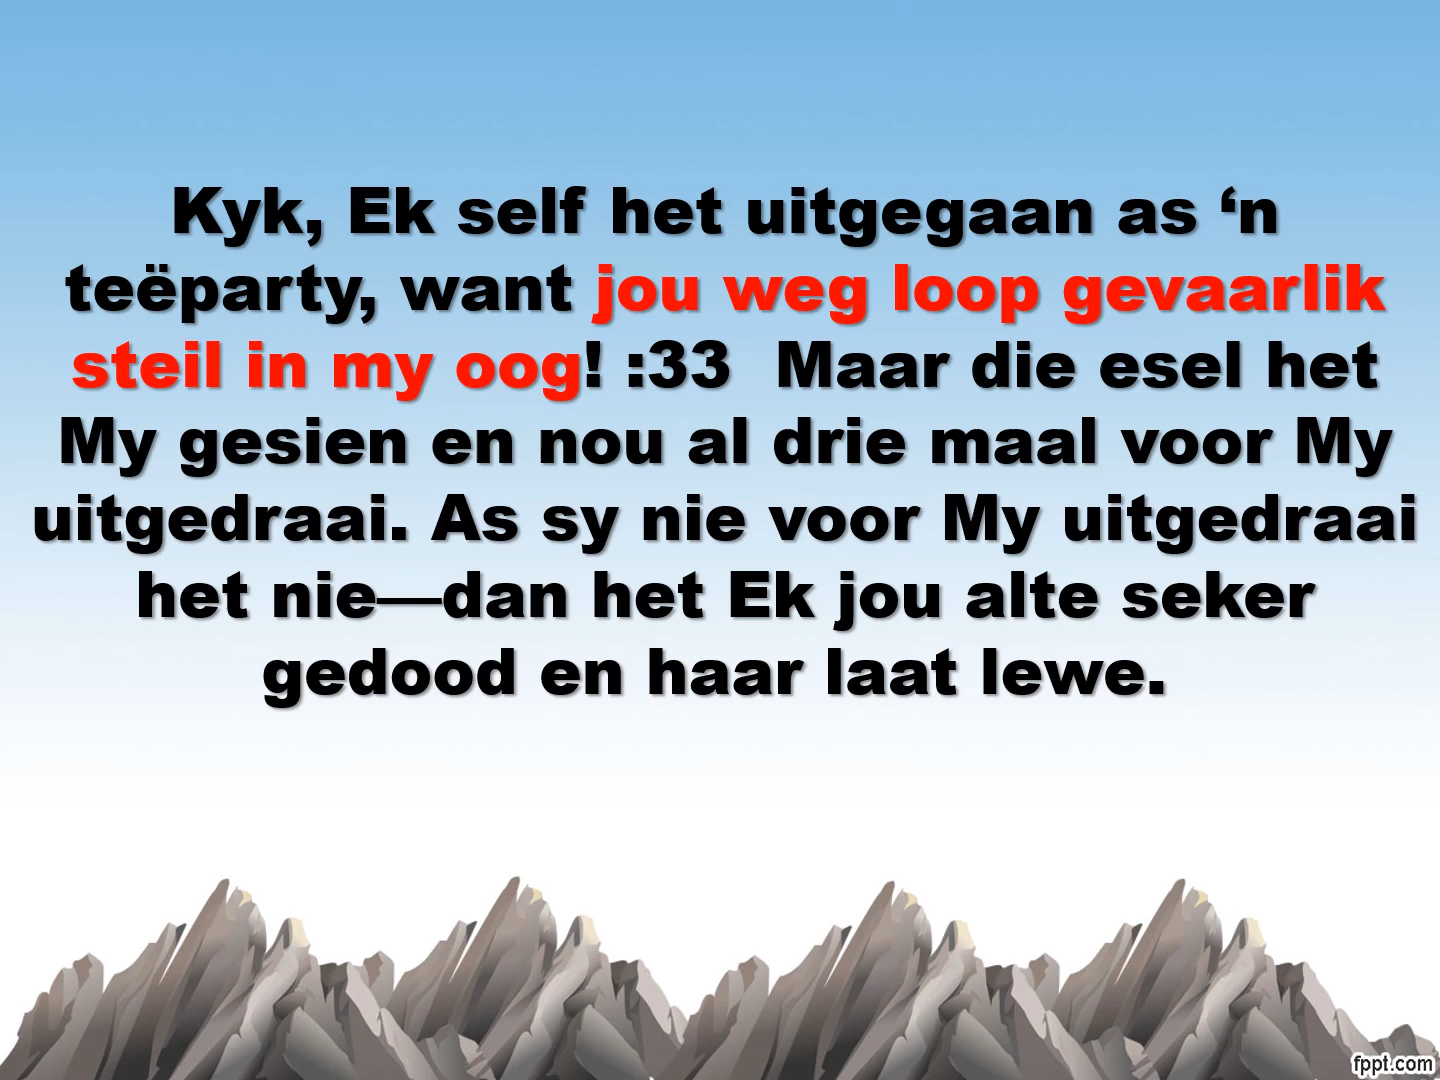 Kyk, Ek self het uitgegaan as ‘n
teëparty, want jou weg loop gevaarlik
steil in my oog! :33  Maar die esel het
My gesien en nou al drie maal voor My
uitgedraai. As sy nie voor My uitgedraai
het nie—dan het Ek jou alte seker
gedood en haar laat lewe.
fppt.com